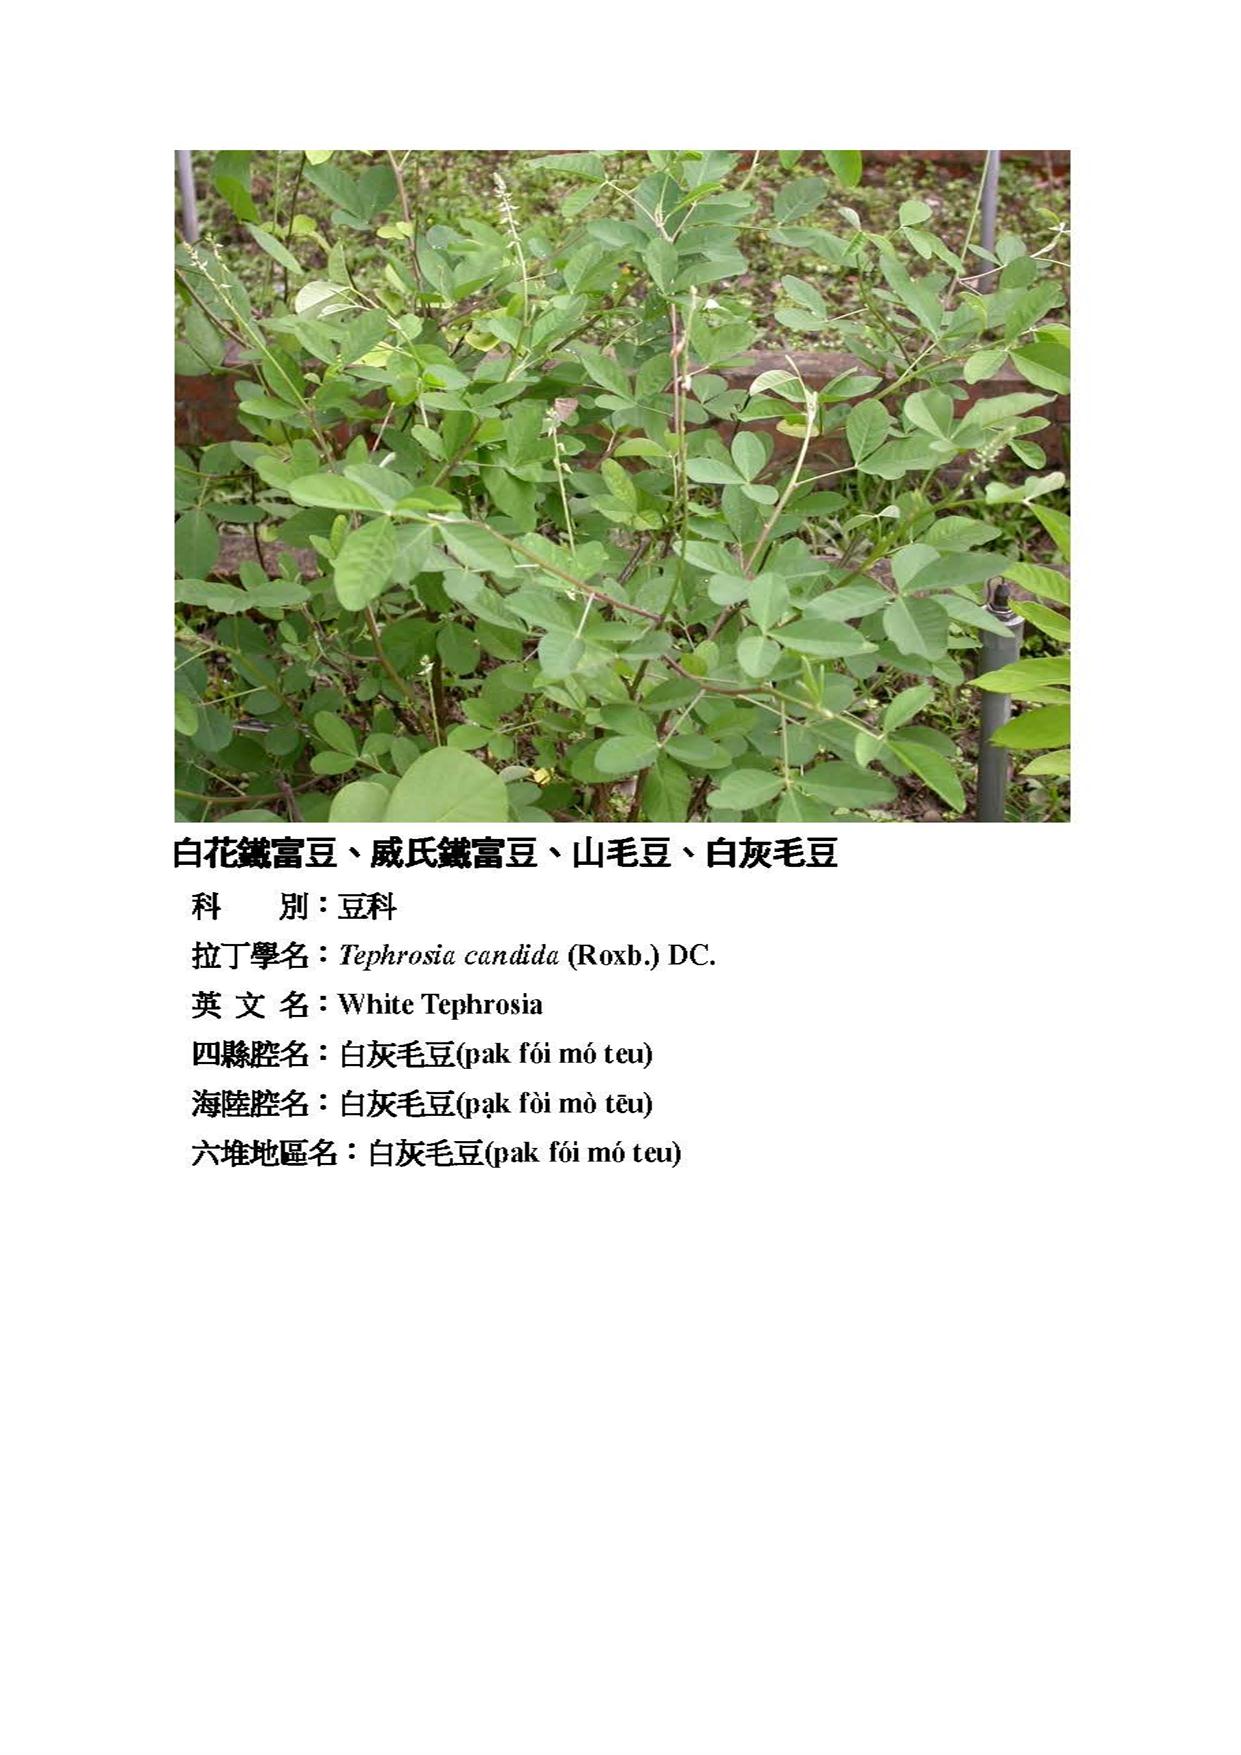 白花鐵富豆、威氏鐵富豆、山毛豆、白灰毛豆
科　　別：豆科
拉丁學名：Tephrosia candida (Roxb.) DC.
英 文 名：White Tephrosia
四縣腔名：白灰毛豆(pak fói mó teu)
海陸腔名：白灰毛豆(pa̩k fòi mò tēu)
六堆地區名：白灰毛豆(pak fói mó teu)